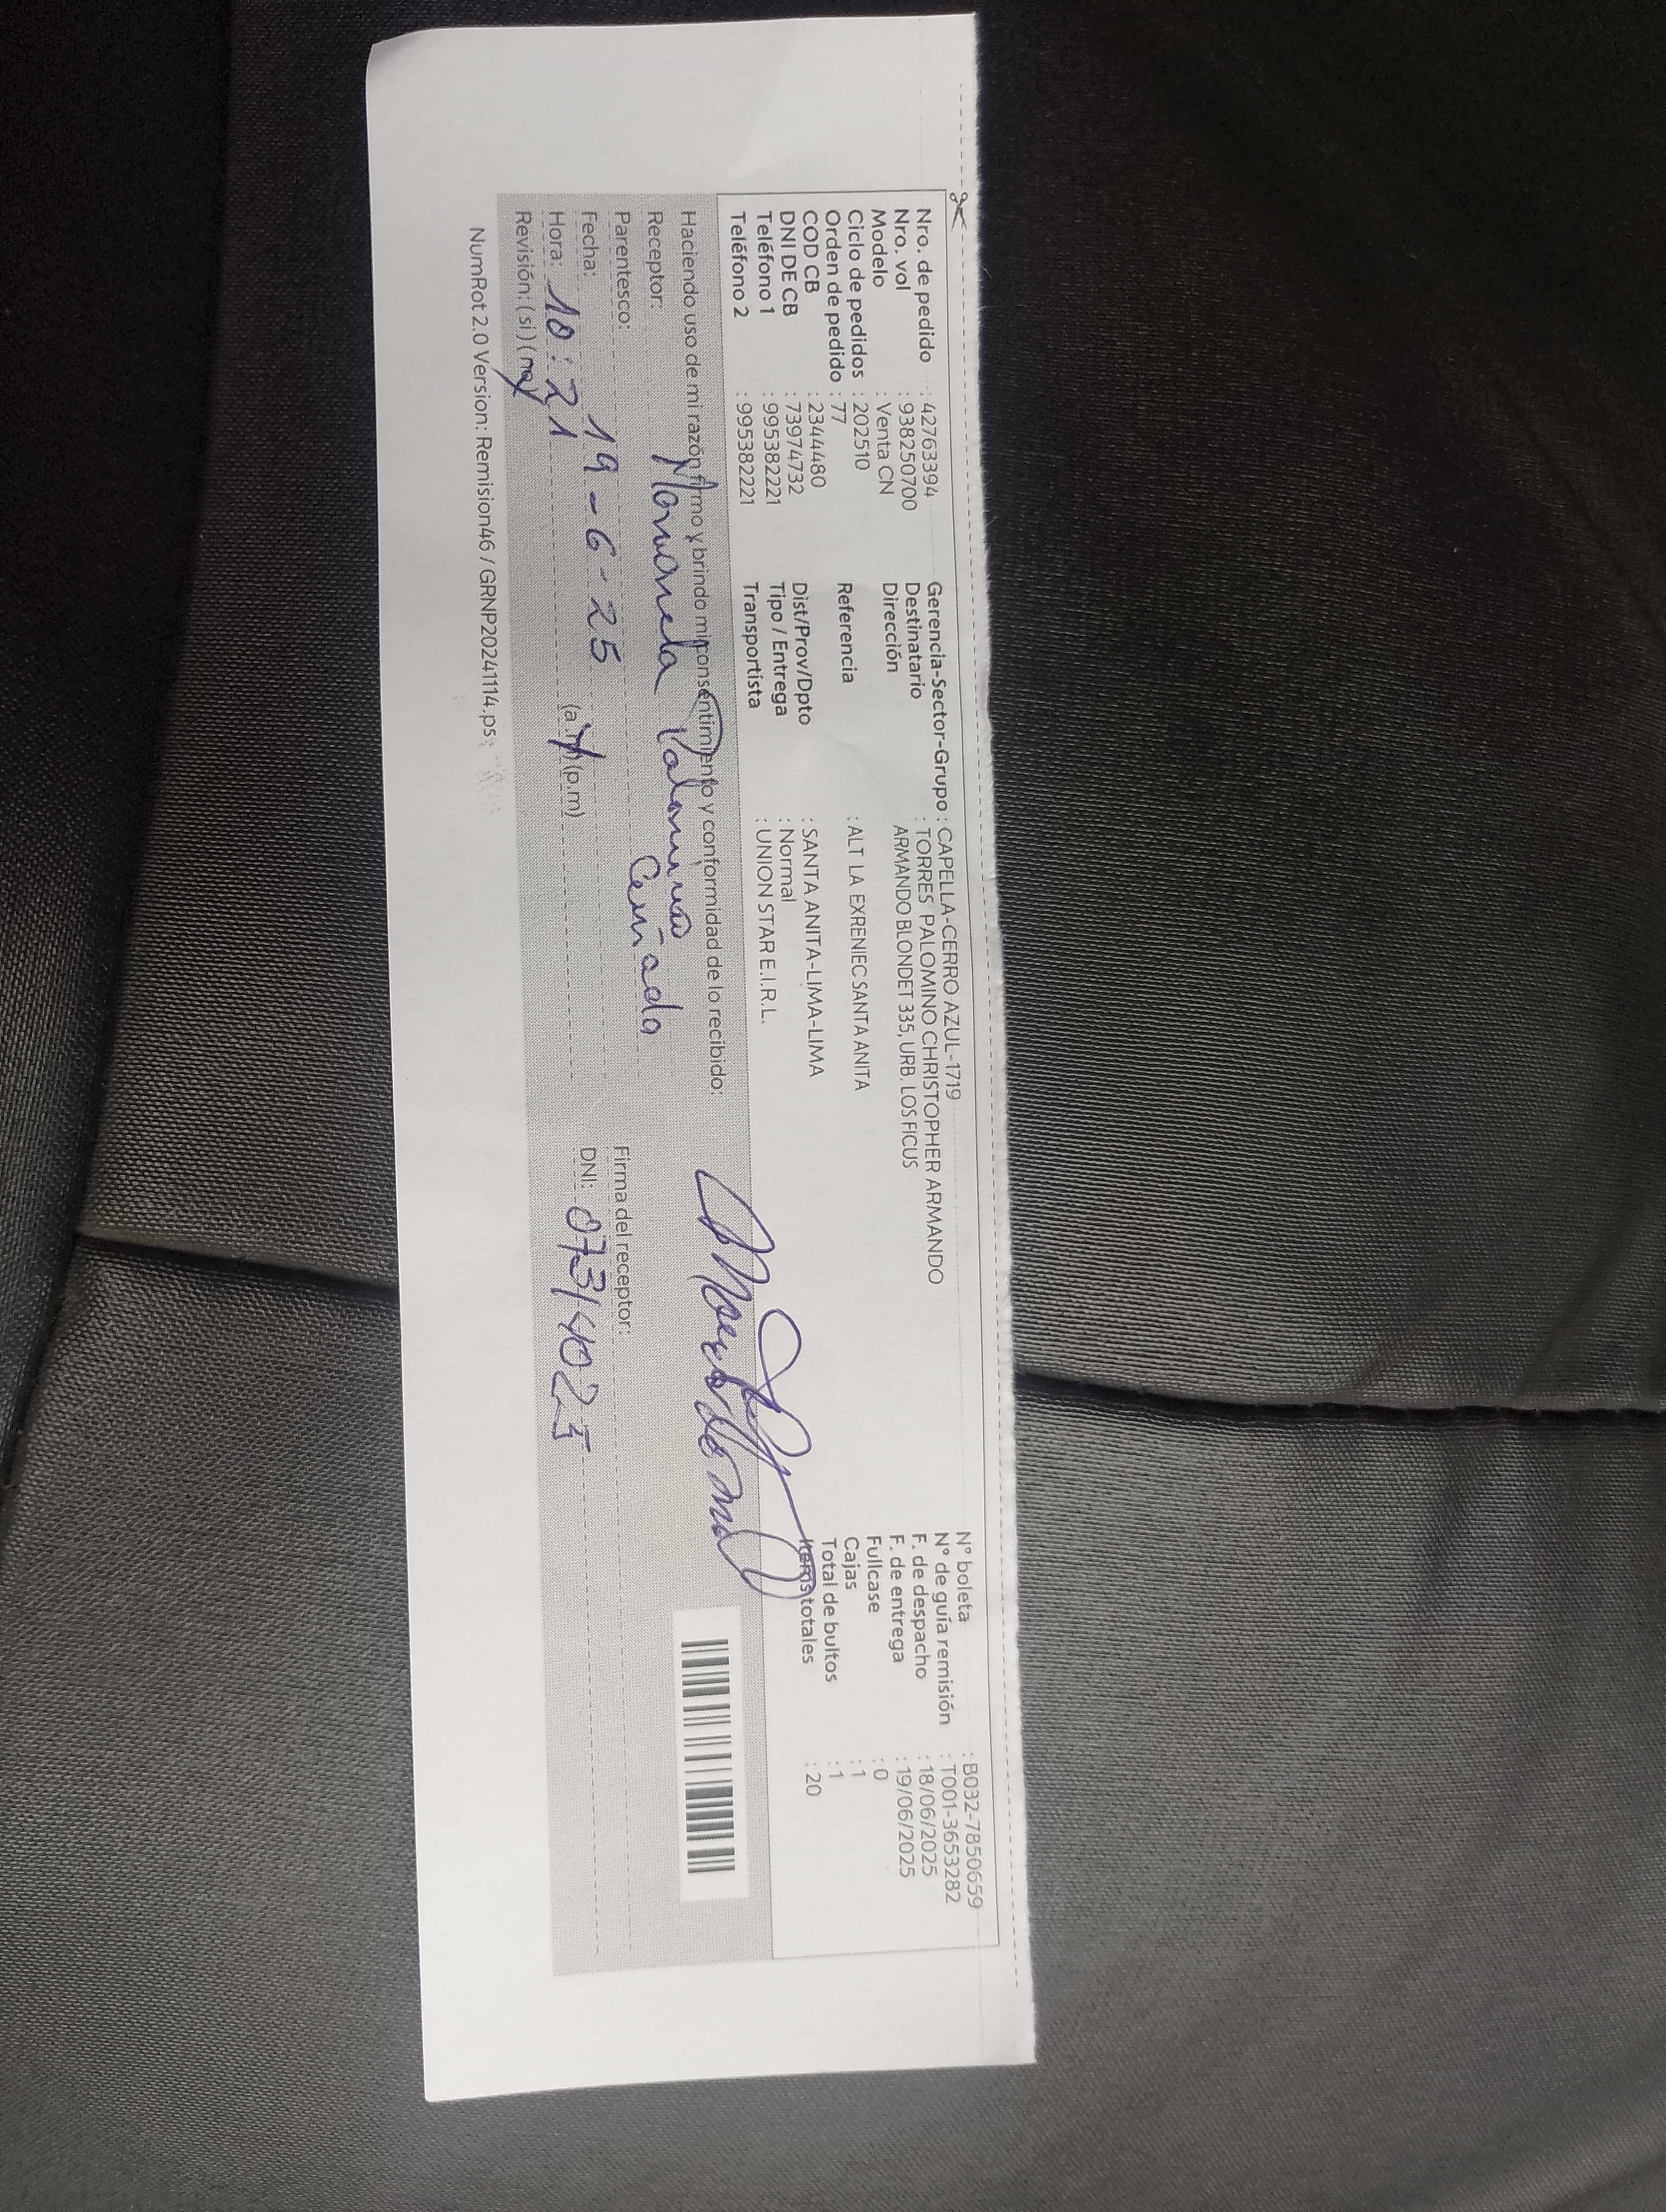 Nro. de pedido : 42763394
Nro. vol : 9382250700
Modelo : Venta CN
Ciclo de pedidos : 202510
Orden de pedido : 77
COD CB : 2344480
DNI DE CB : 73974732
Teléfono 1 : 995382221
Teléfono 2 : 995382221
Gerencia-Sector-Grupo : CAPELLA-CERRO AZUL-1719
Destinatario : TORRES PALOMINO CHRISTOPHER ARMANDO
Dirección ARMANDO BLONDET 335, URB. LOS FICUS
Referencia : ALT LA EXRENIEC SANTA ANITA
Dist/Prov/Dpto : SANTA ANITA-LIMA-LIMA
Tipo / Entrega : Normal
Transportista : UNION STAR E.I.R.L.
N° boleta : B032-7850659
N° de guía remisión : T001-3653282
F. de despacho : 18/06/2025
F. de entrega : 19/06/2025
Fullcase : 0
Cajas : 1
Total de bultos : 1
Items totales : 20
Haciendo uso de mi razón firmo y brindo mi consentimiento y conformidad de lo recibido:
Receptor:
Parentesco: Cuñada
Fecha: 19-6-25
Hora: 10:21 (a.m) (p.m)
Revisión: (si) (no)
Firma del receptor:
DNI:
NumRot 2.0 Version: Remision46 / GRNP20241114.ps